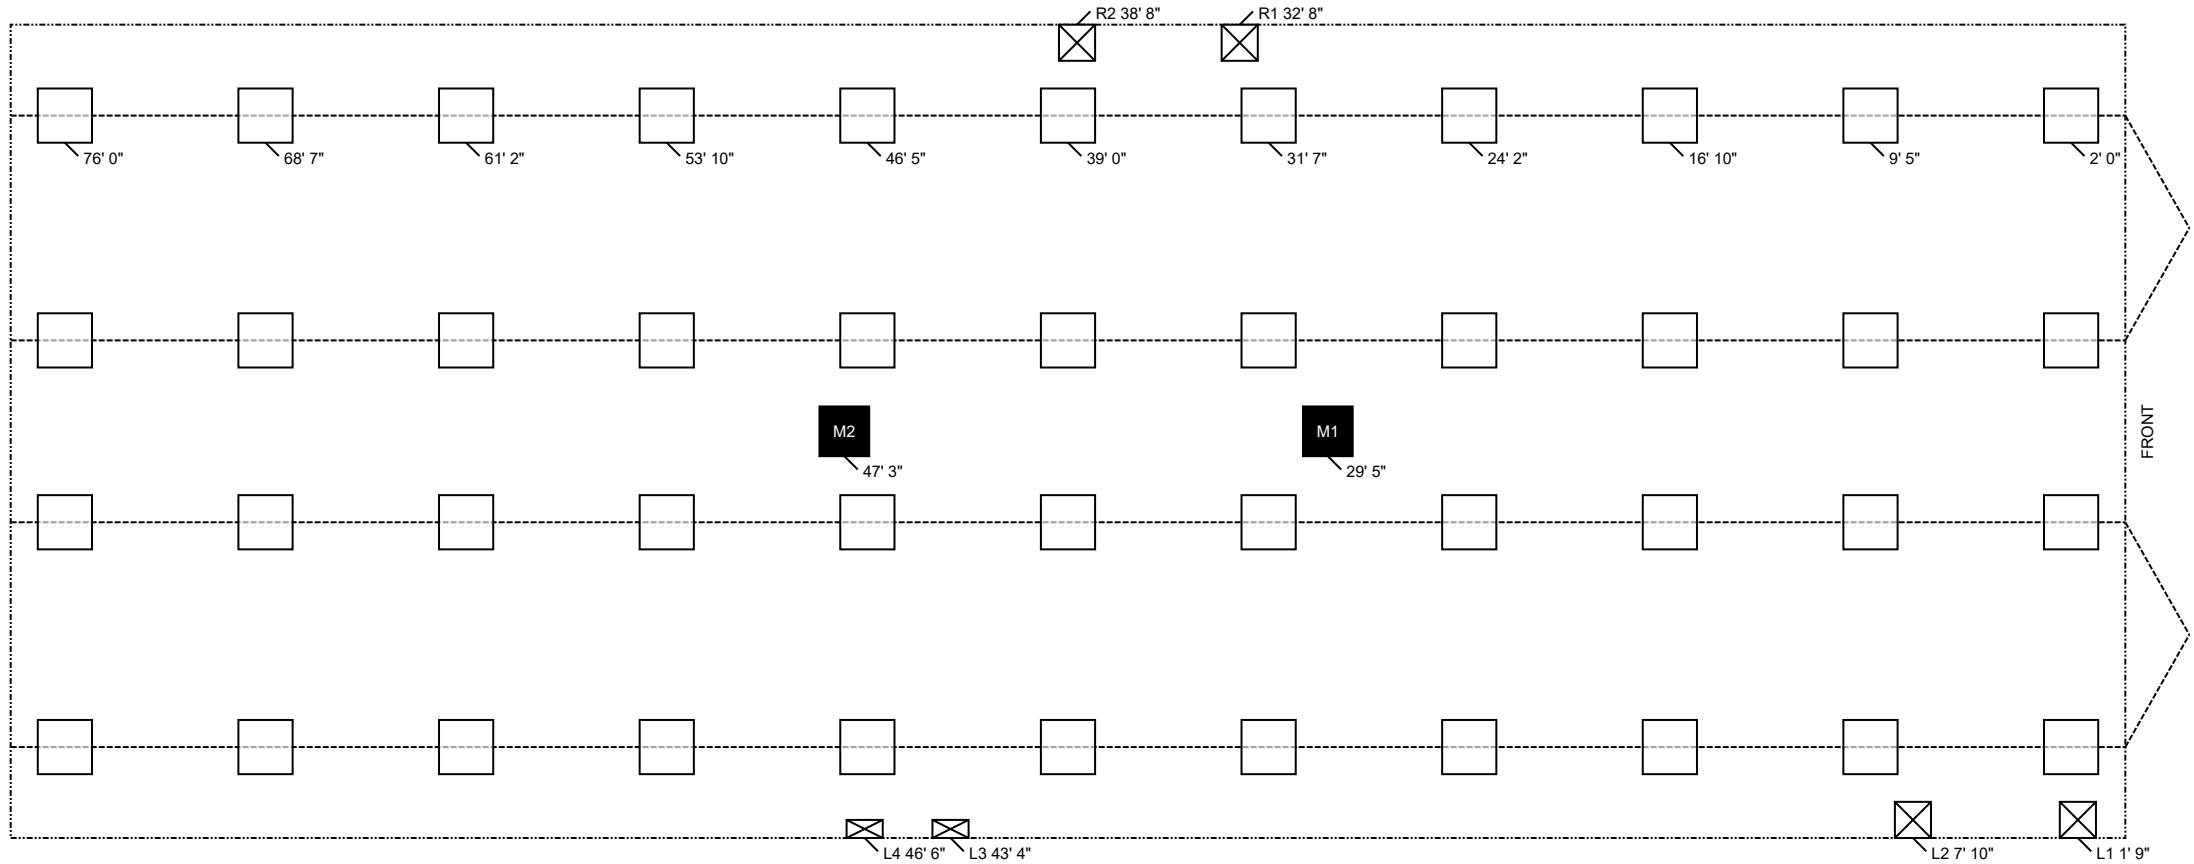 R2 38' 8"
R1 32' 8"
76' 0"
68' 7"
61' 2"
53' 10"
46' 5"
39' 0"
31' 7"
24' 2"
16' 10"
9' 5"
2' 0"
M2
M1
FRONT
47' 3"
29' 5"
L4 46' 6"
L3 43' 4"
L2 7' 10"
L1 1' 9"